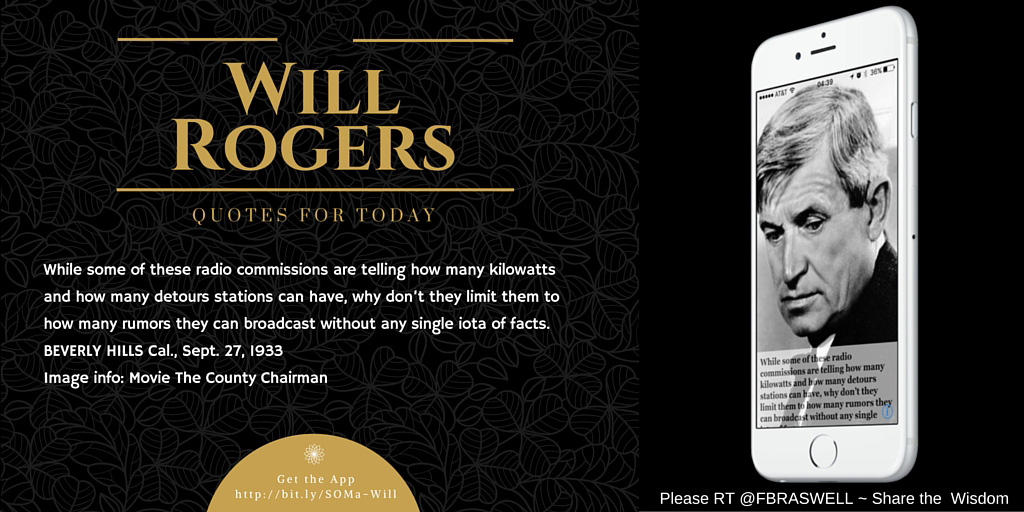 WILL
ROGERS
QUOTES FOR TODAY
While some of these radio commissions are telling how many kilowatts
and how many detours stations can have, why don't they limit them to
how many rumors they can broadcast without any single iota of facts.
BEVERLY HILLS Cal., Sept. 27, 1933
Image info: Movie The County Chairman
Get the App
http://bit.ly/SOMa-Will
AT&T 04:39 36%
While some of these radio
commissions are telling how many
kilowatts and how many detours
stations can have, why don't they
limit them to how many rumors they
can broadcast without any single
Please RT @FBRASWELL ~ Share the Wisdom